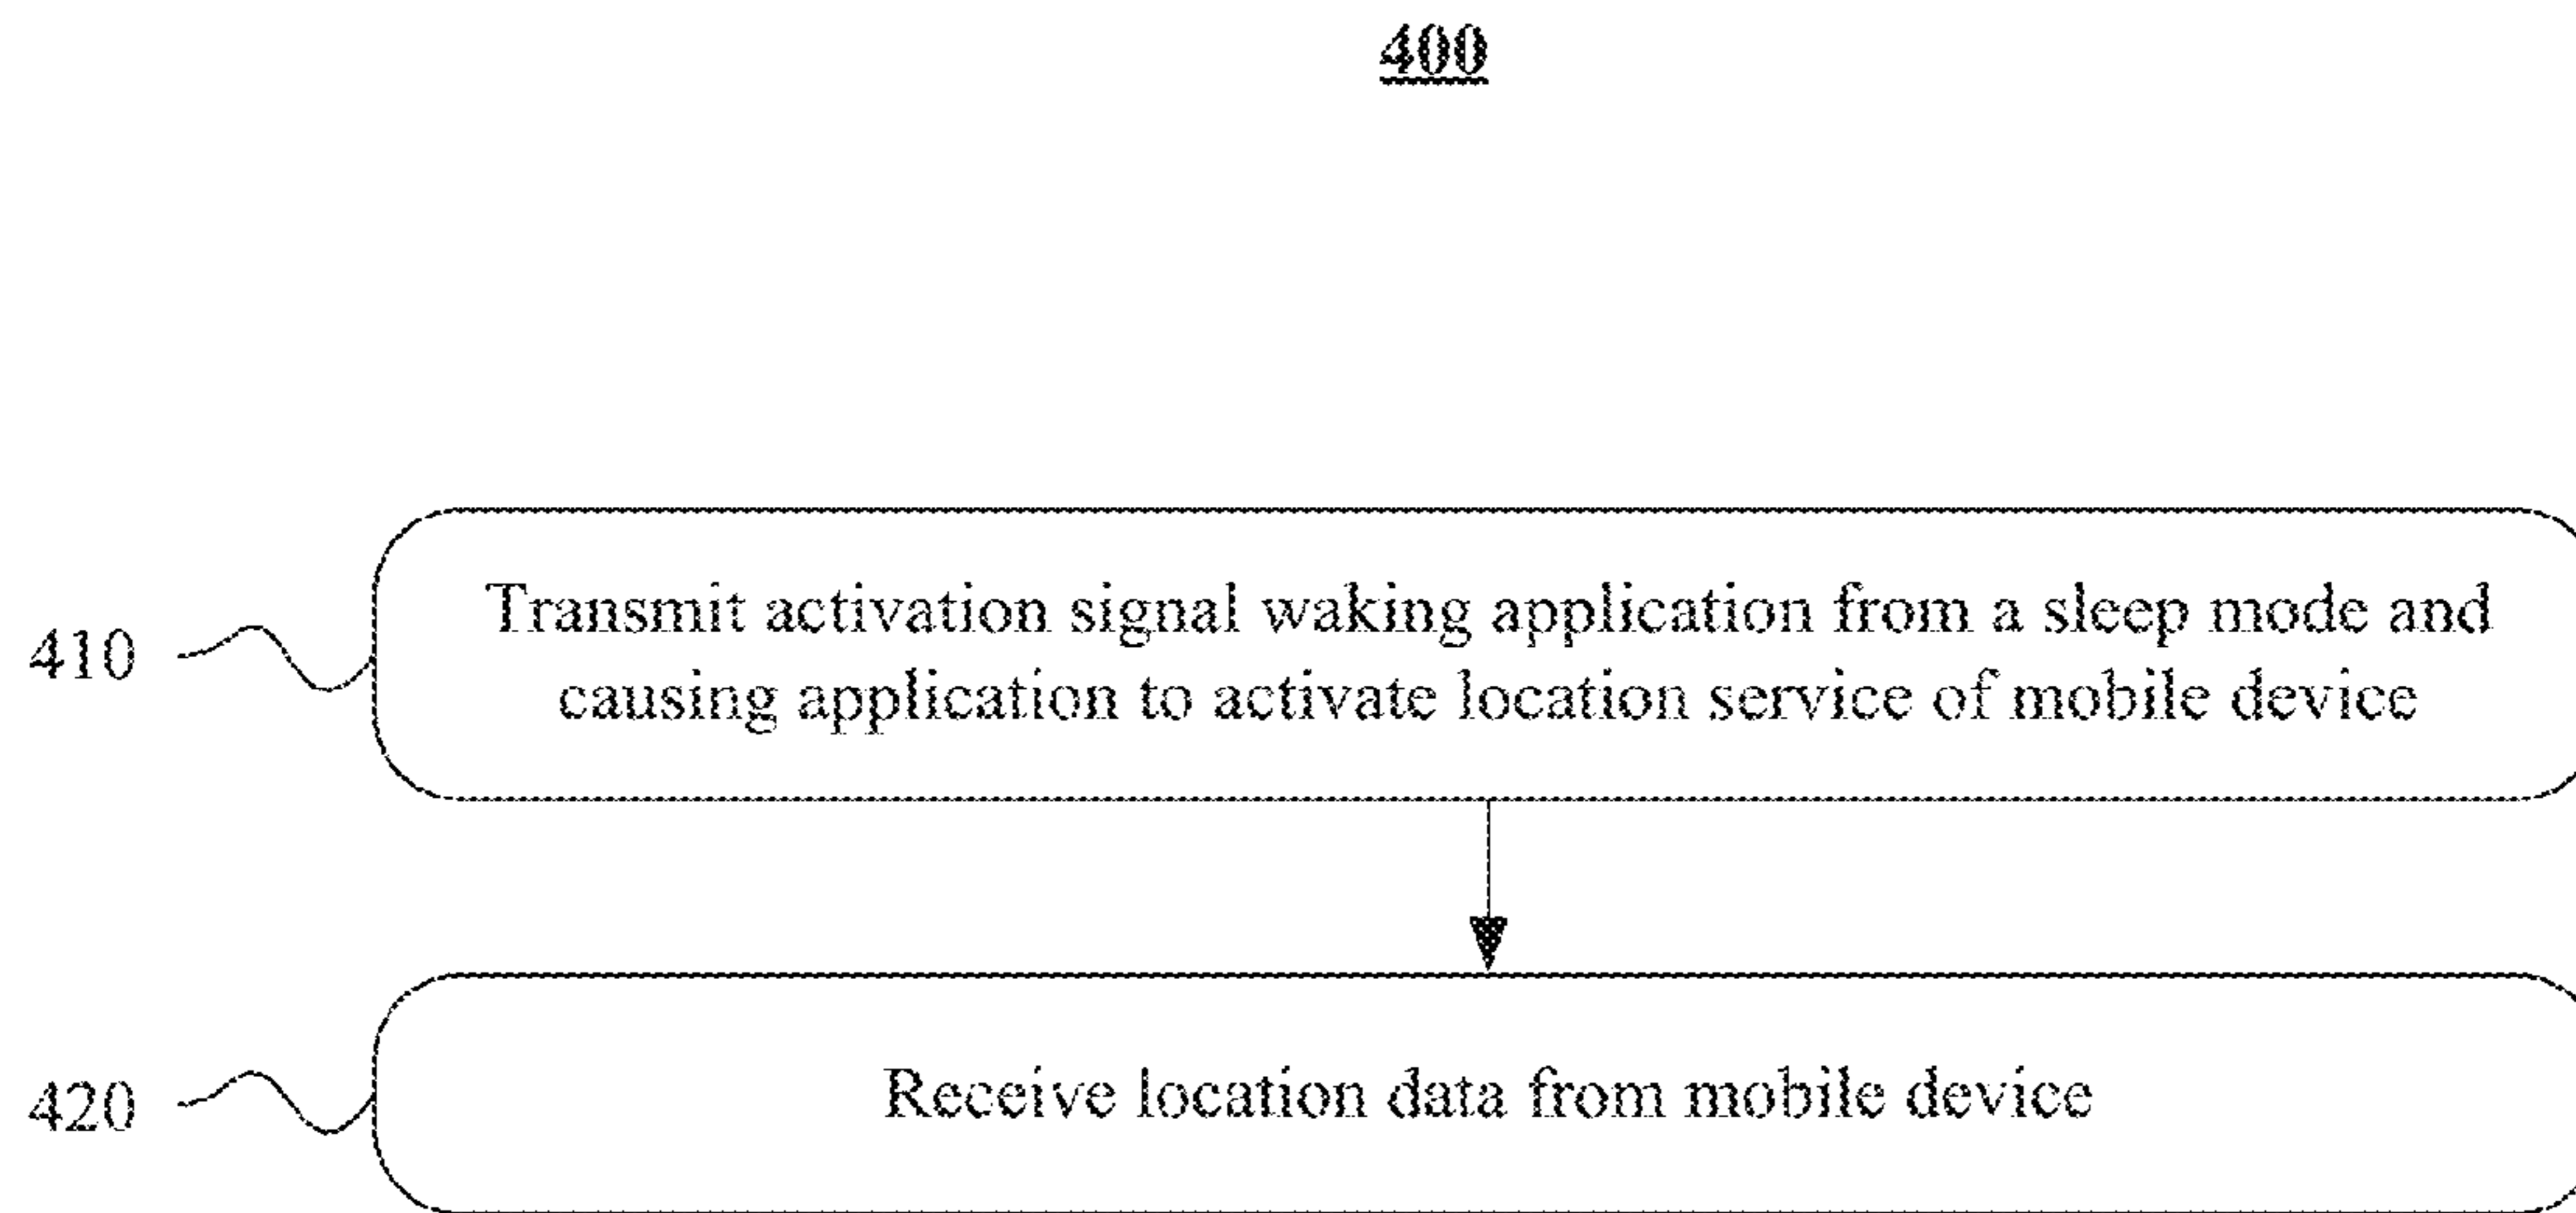 400
410
Transmit activation signal waking application from a sleep mode and
causing application to activate location service of mobile device
420
Receive location data from mobile device